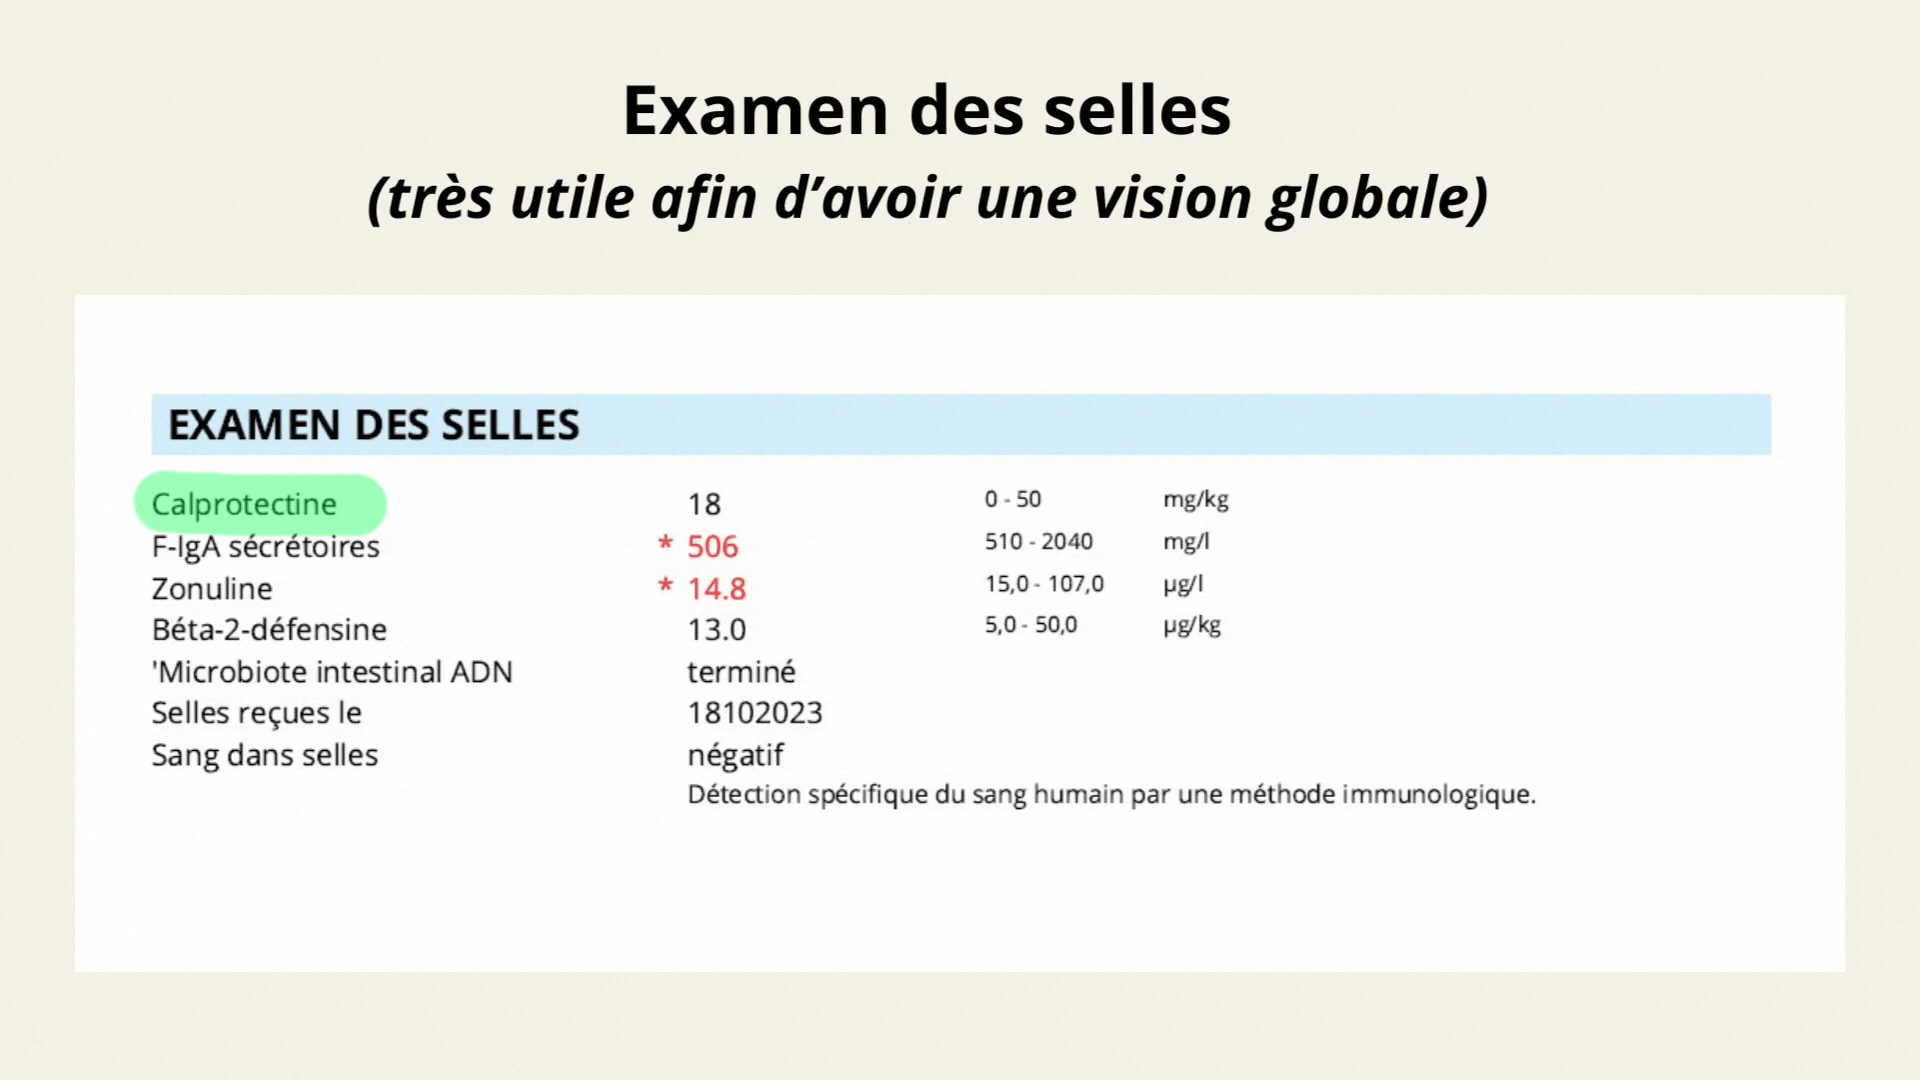 Examen des selles
(très utile afin d’avoir une vision globale)
EXAMEN DES SELLES
Calprotectine 18 0 - 50 mg/kg
F-IgA sécrétoires * 506 510 - 2040 mg/l
Zonuline * 14.8 15,0 - 107,0 µg/l
Béta-2-défensine 13.0 5,0 - 50,0 µg/kg
'Microbiote intestinal ADN terminé
Selles reçues le 18102023
Sang dans selles négatif
Détection spécifique du sang humain par une méthode immunologique.